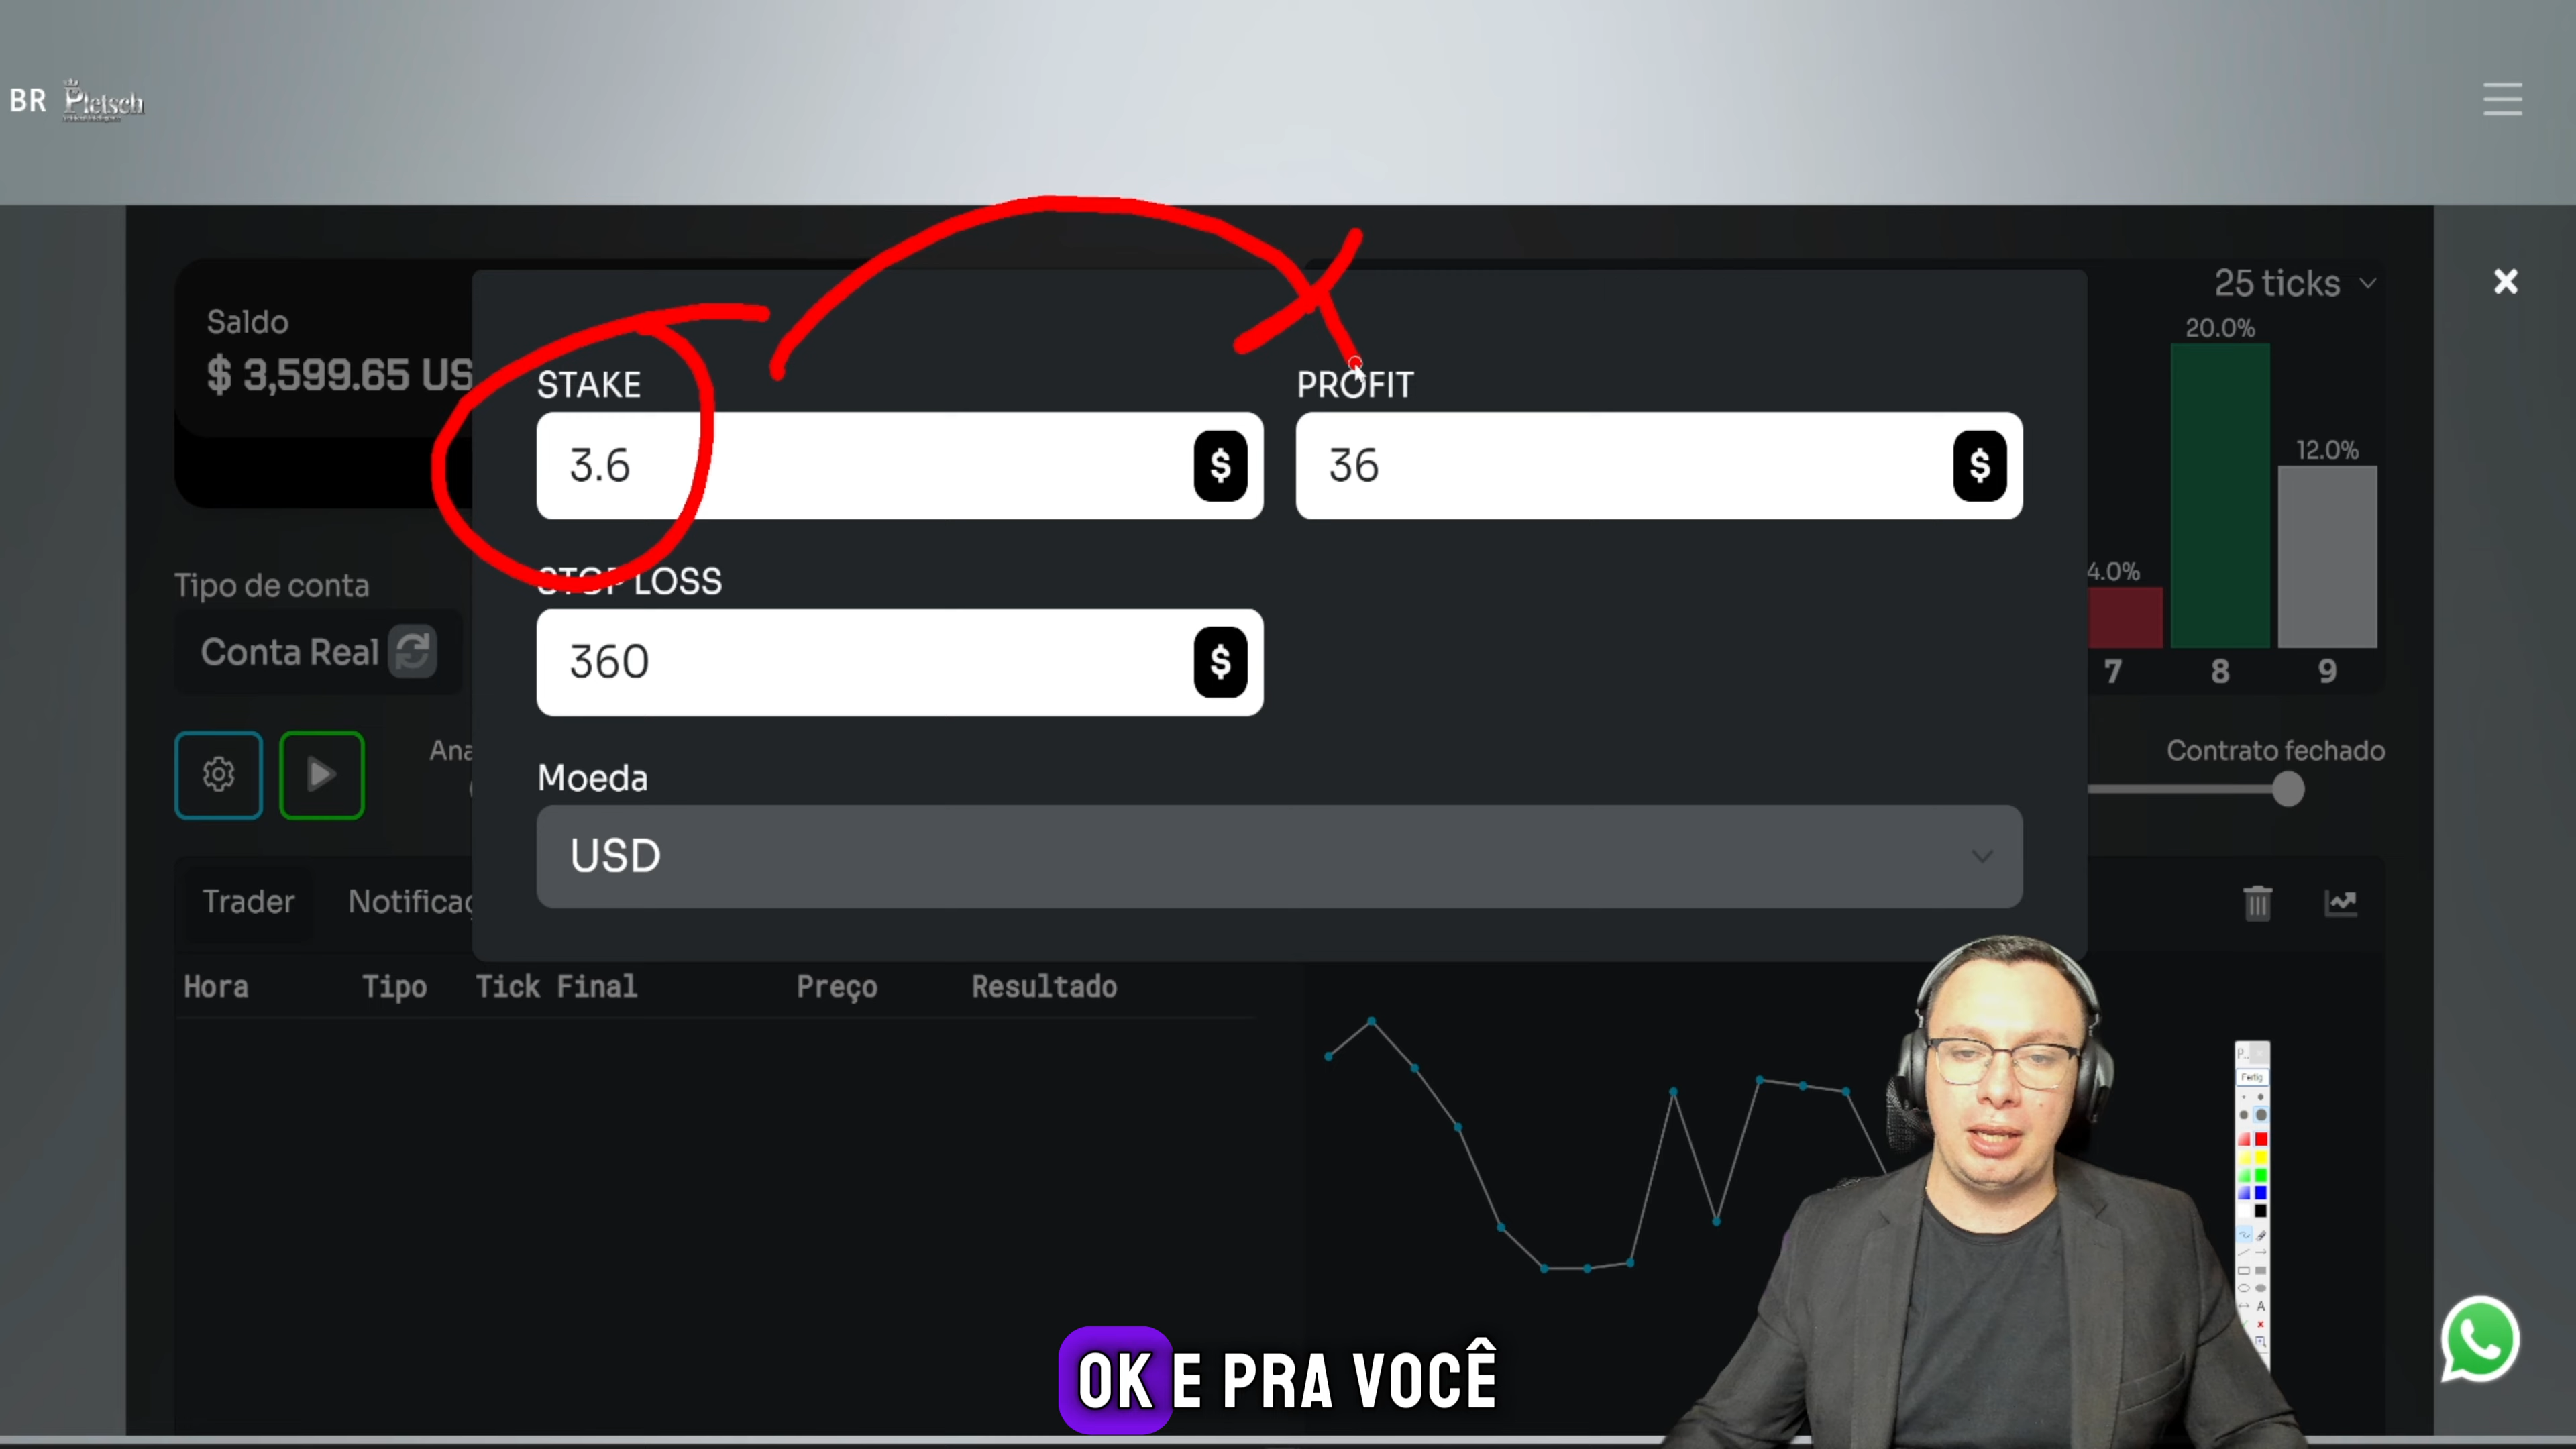 BR Pletsch
25 ticks
20.0%
Saldo
$ 3,599.65 US
STAKE
PROFIT
3.6 $
36 $
12.0%
STOP LOSS
4.0%
Tipo de conta
Conta Real
360 $
7 8 9
Ana
Contrato fechado
Moeda
USD
Trader Notificaç
Hora Tipo Tick Final Preço Resultado
P...
Fertig
A
OK E PRA VOCÊ